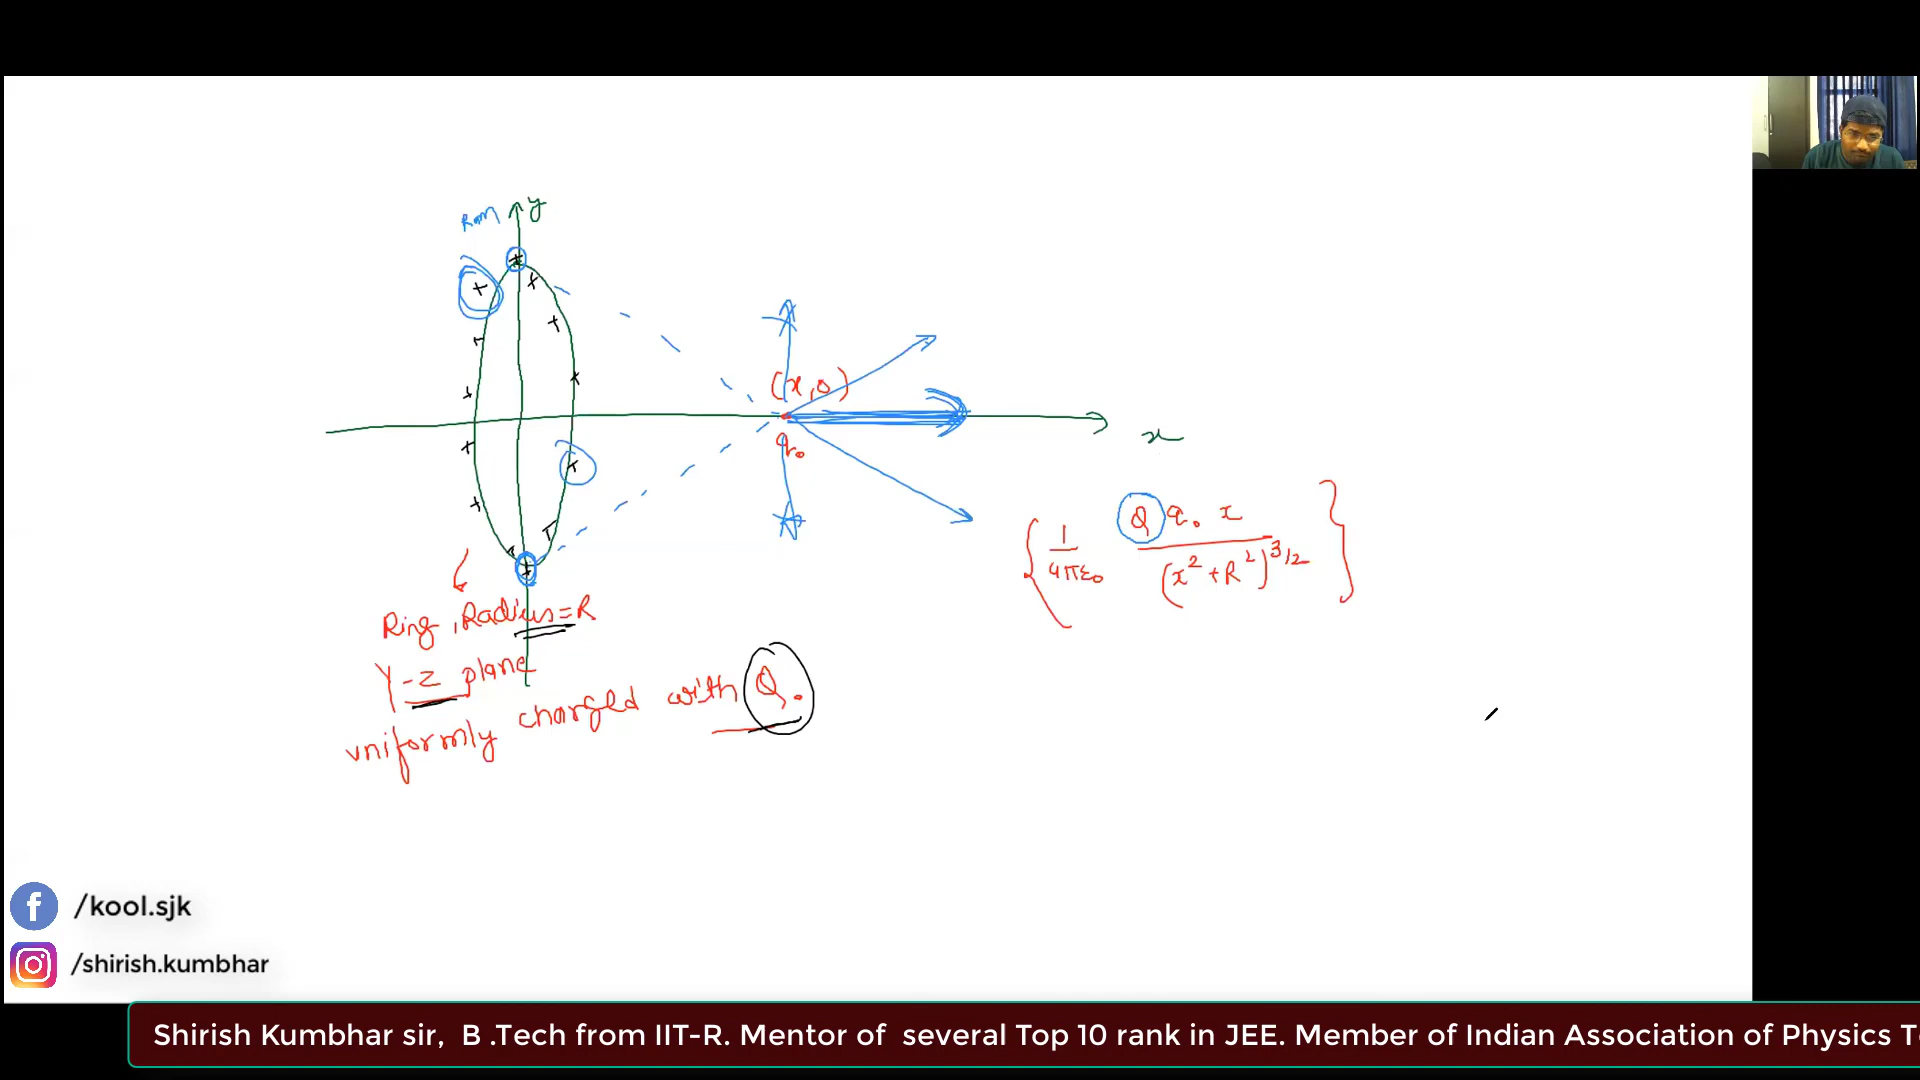 y
(x,0)
q₀
x
{ 1/4πε₀ Q q₀ x/(x² + R²)^3/2 }
Ring, Radius = R
Y-Z plane
uniformly charged with Q.
/kool.sjk
/shirish.kumbhar
Shirish Kumbhar sir, B .Tech from IIT-R. Mentor of several Top 10 rank in JEE. Member of Indian Association of Physics T